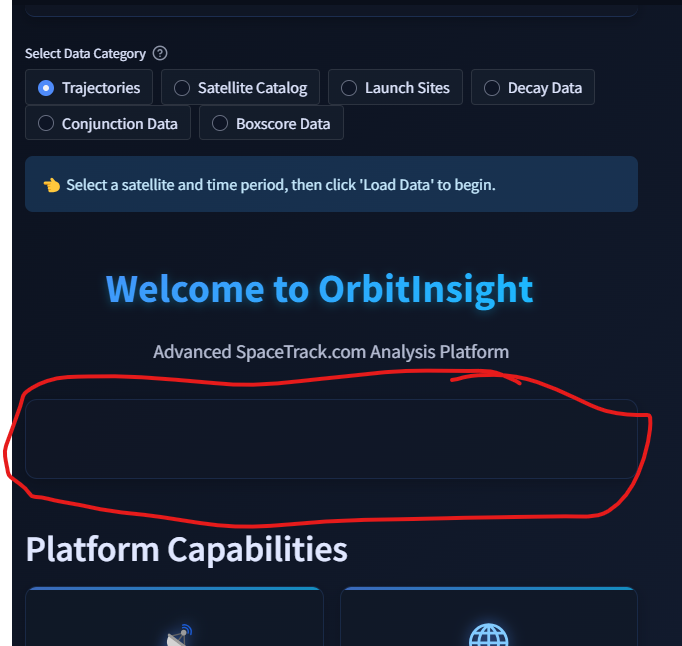 Select Data Category ?
Trajectories Satellite Catalog Launch Sites Decay Data
Conjunction Data Boxscore Data
👈 Select a satellite and time period, then click 'Load Data' to begin.
Welcome to OrbitInsight
Advanced SpaceTrack.com Analysis Platform
Platform Capabilities